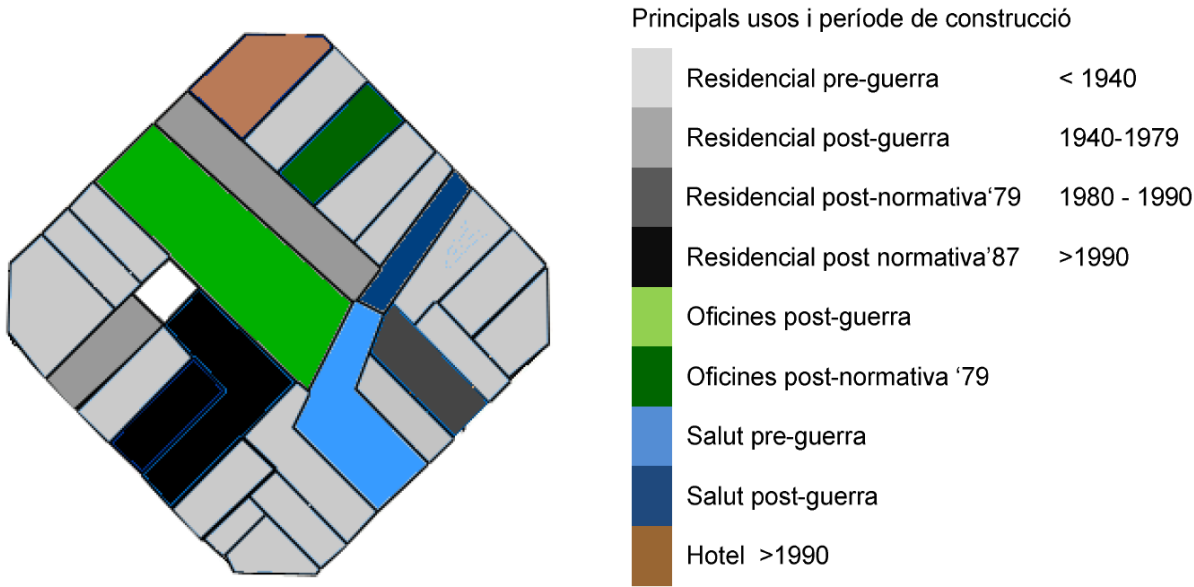 Principals usos i període de construcció
Residencial pre-guerra < 1940
Residencial post-guerra 1940-1979
Residencial post-normativa‘79 1980 - 1990
Residencial post normativa’87 >1990
Oficines post-guerra
Oficines post-normativa ‘79
Salut pre-guerra
Salut post-guerra
Hotel >1990